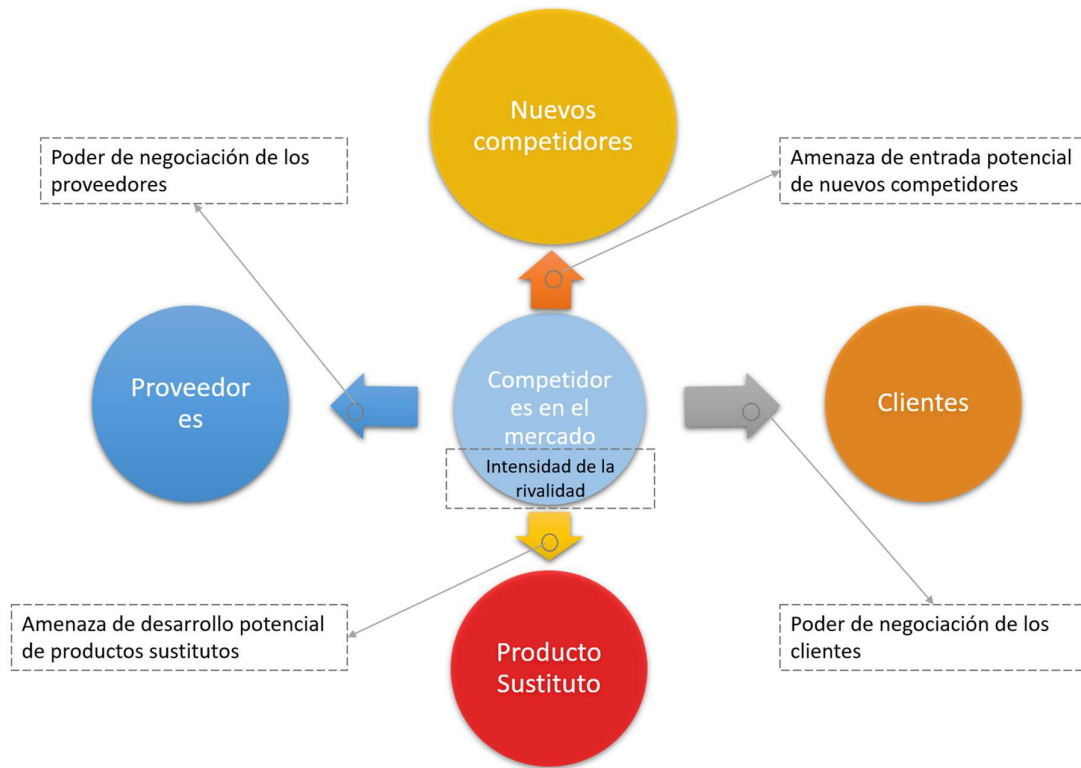 Nuevos
competidores
Poder de negociación de los
proveedores
Amenaza de entrada potencial
de nuevos competidores
Proveedor
es
Competidor
es en el
mercado
Intensidad de la
rivalidad
Clientes
Amenaza de desarrollo potencial
de productos sustitutos
Producto
Sustituto
Poder de negociación de los
clientes